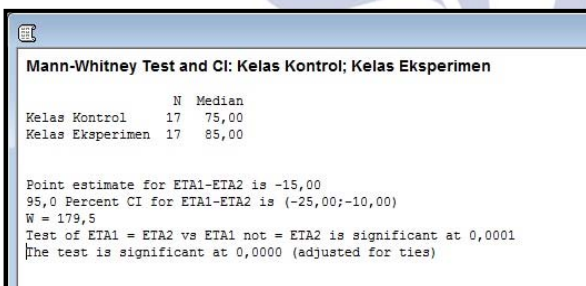 Mann-Whitney Test and CI: Kelas Kontrol; Kelas Eksperimen
N Median
Kelas Kontrol 17 75,00
Kelas Eksperimen 17 85,00
Point estimate for ETA1-ETA2 is -15,00
95,0 Percent CI for ETA1-ETA2 is (-25,00;-10,00)
W = 179,5
Test of ETA1 = ETA2 vs ETA1 not = ETA2 is significant at 0,0001
The test is significant at 0,0000 (adjusted for ties)